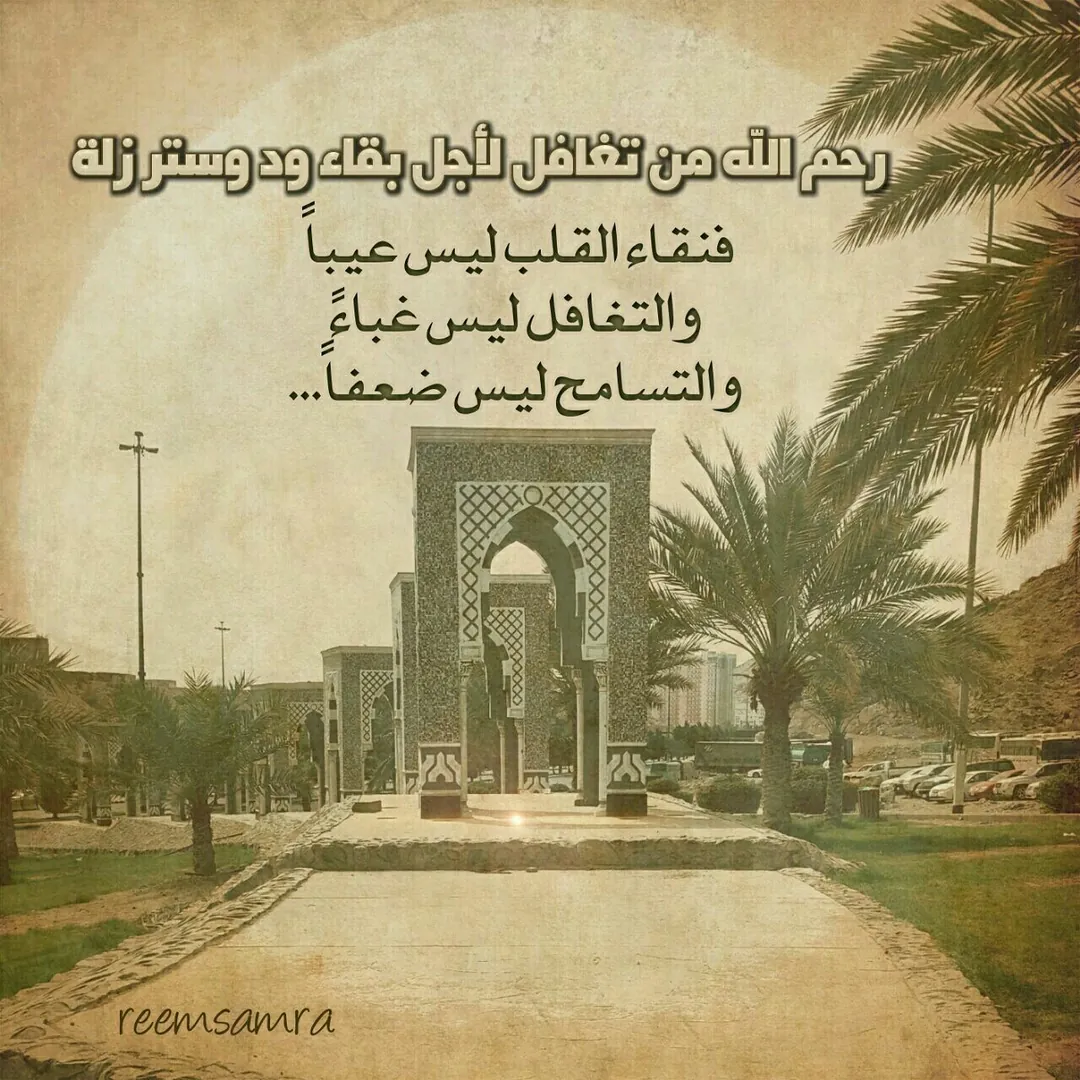 رحم الله من تغافل لأجل بقاء ود وستر زلة
فنقاء القلب ليس عيباً
والتغافل ليس غباءً
والتسامح ليس ضعفاً...
reemsamra